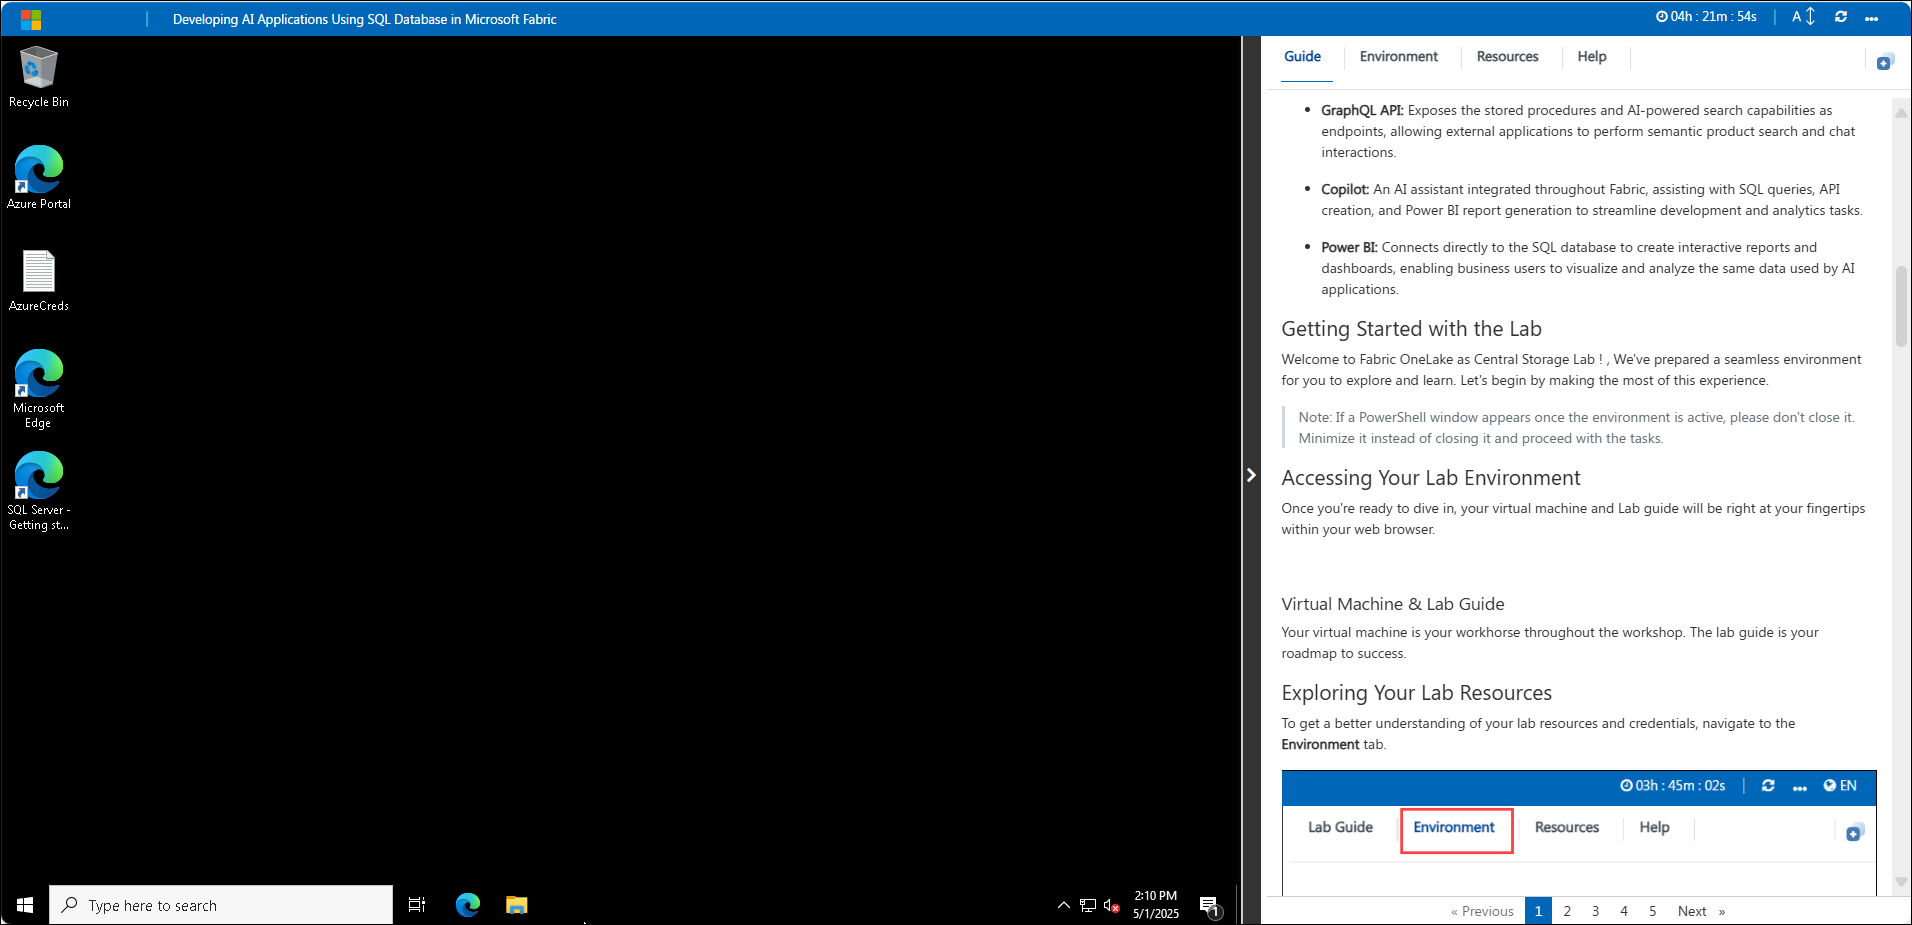 Developing AI Applications Using SQL Database in Microsoft Fabric
04h : 21m : 54s
A
Recycle Bin
Azure Portal
AzureCreds
Microsoft
Edge
SQL Server -
Getting st...
Type here to search
2:10 PM
5/1/2025
1
Guide
Environment
Resources
Help
• GraphQL API: Exposes the stored procedures and AI-powered search capabilities as
endpoints, allowing external applications to perform semantic product search and chat
interactions.
• Copilot: An AI assistant integrated throughout Fabric, assisting with SQL queries, API
creation, and Power BI report generation to streamline development and analytics tasks.
• Power BI: Connects directly to the SQL database to create interactive reports and
dashboards, enabling business users to visualize and analyze the same data used by AI
applications.
Getting Started with the Lab
Welcome to Fabric OneLake as Central Storage Lab ! , We've prepared a seamless environment
for you to explore and learn. Let's begin by making the most of this experience.
Note: If a PowerShell window appears once the environment is active, please don't close it.
Minimize it instead of closing it and proceed with the tasks.
Accessing Your Lab Environment
Once you're ready to dive in, your virtual machine and Lab guide will be right at your fingertips
within your web browser.
Virtual Machine & Lab Guide
Your virtual machine is your workhorse throughout the workshop. The lab guide is your
roadmap to success.
Exploring Your Lab Resources
To get a better understanding of your lab resources and credentials, navigate to the
Environment tab.
03h : 45m : 02s
EN
Lab Guide
Environment
Resources
Help
« Previous 1 2 3 4 5 Next »